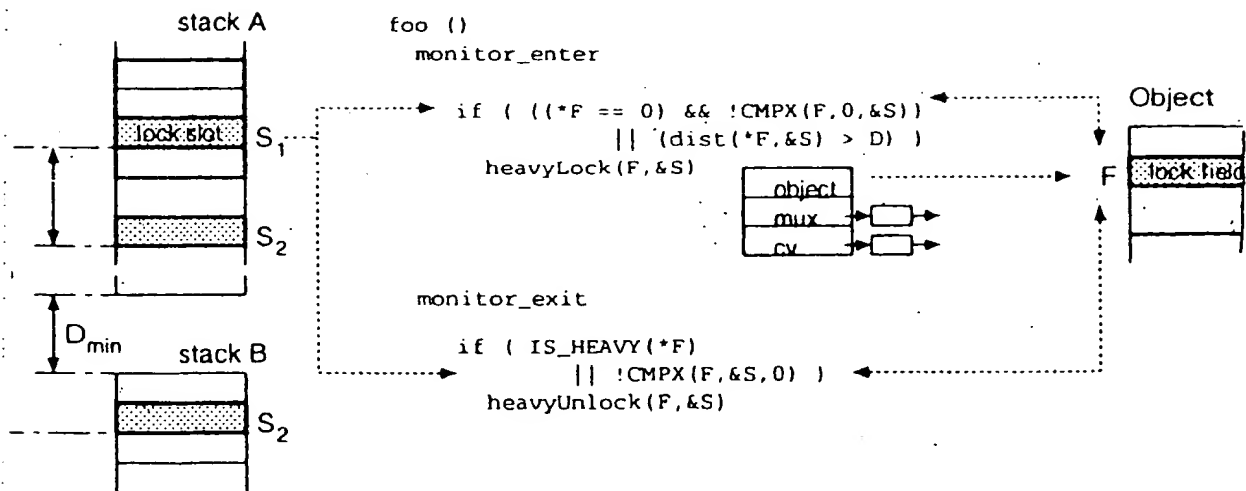 stack A
foo ()
monitor_enter
if ( ((*F == 0) && !CMPX(F,0,&S))
|| (dist(*F,&S) > D) )
heavyLock(F,&S)
lock slot
S1
S2
Object
F
lock field
object
mux
cv
monitor_exit
if ( IS_HEAVY(*F)
|| !CMPX(F,&S,0) )
heavyUnlock(F,&S)
Dmin
stack B
S2